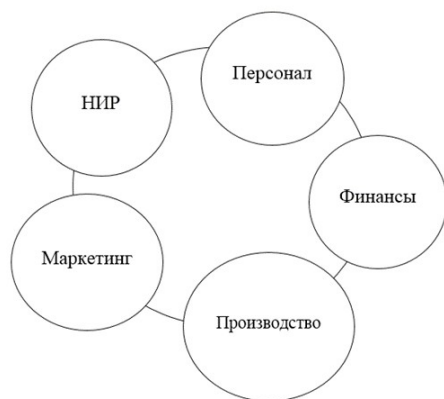 Персонал
НИР
Финансы
Маркетинг
Производство